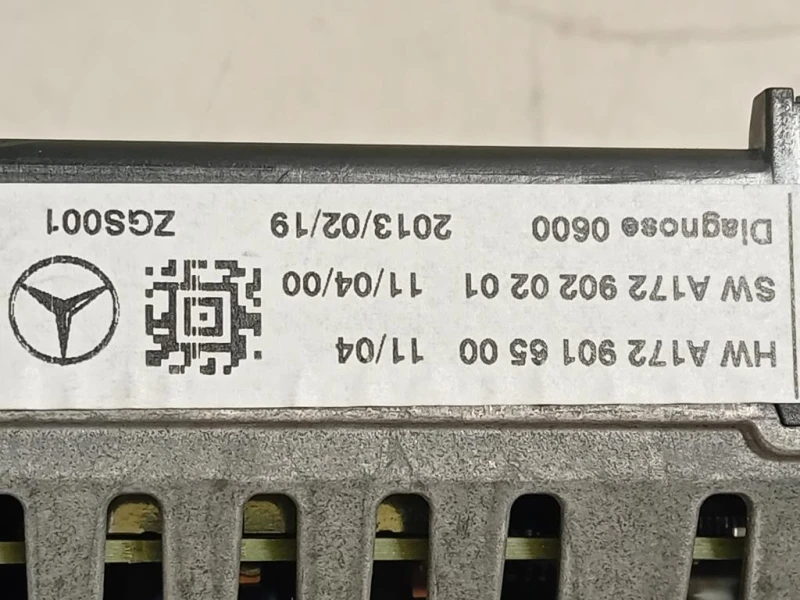 HW A172 901 65 00 11/04
SW A172 902 02 01 11/04/00
Diagnose 0600 2013/02/19 ZGS001